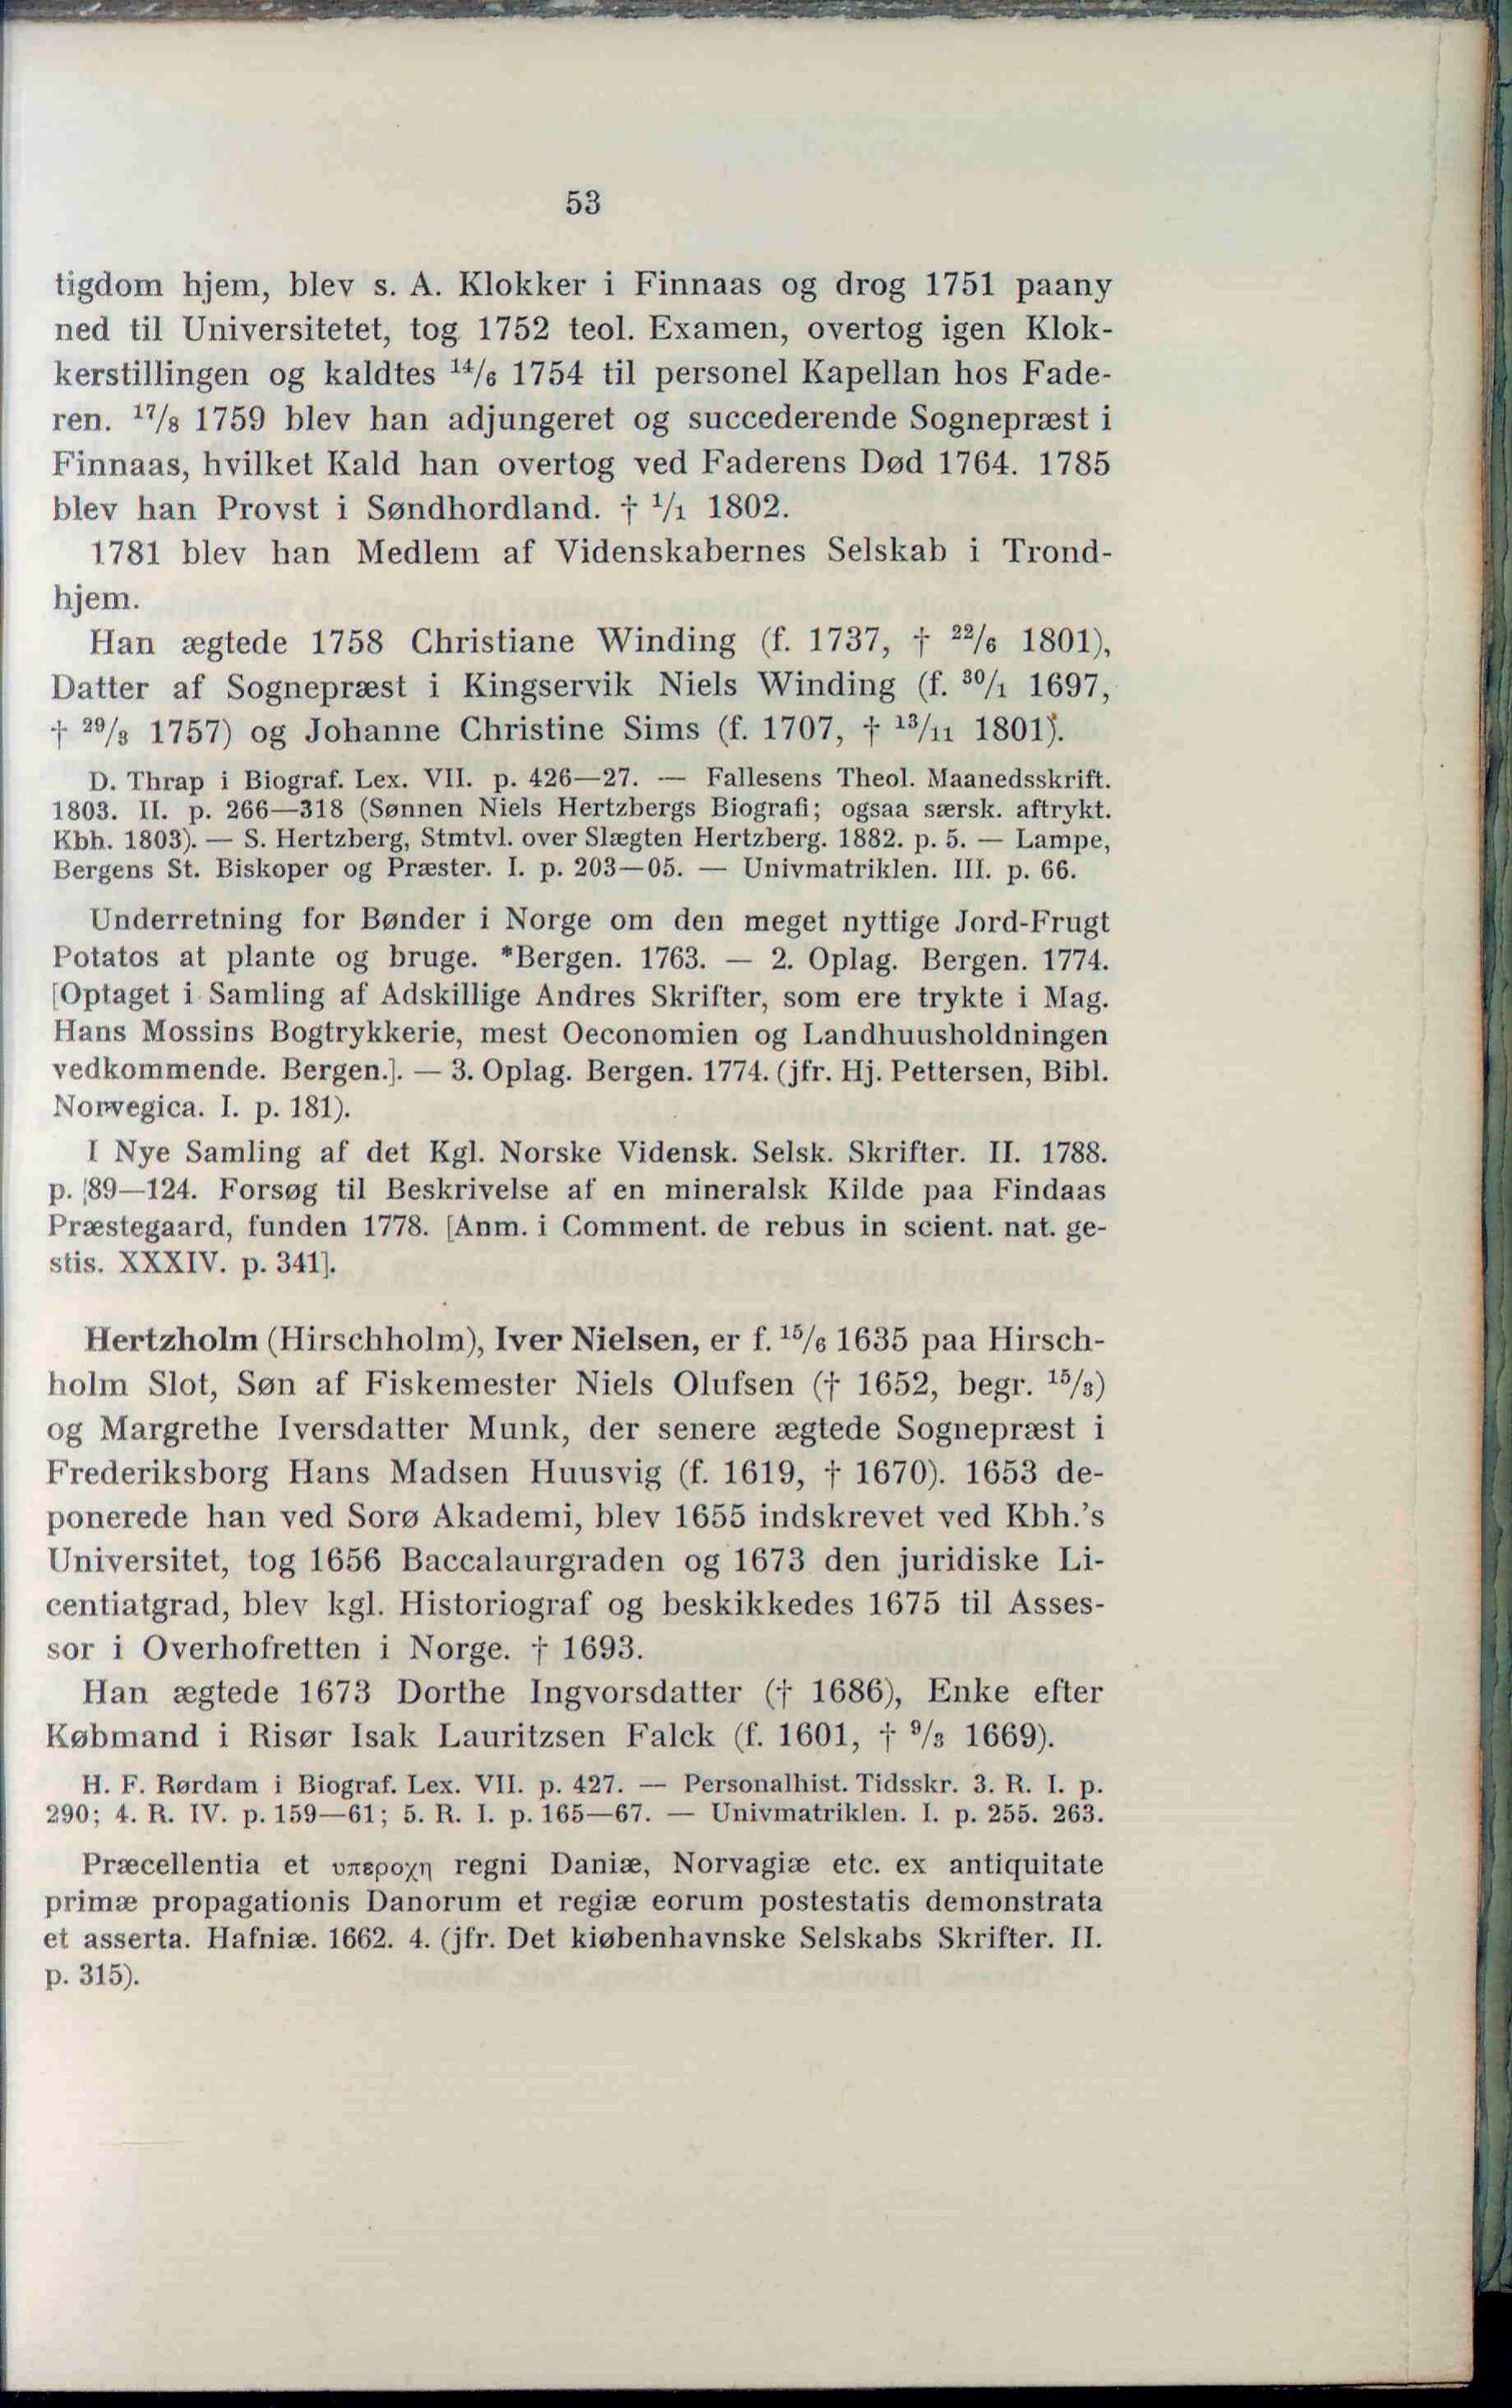 53
tigdom hjem, blev s. A. Klokker i Finnaas og drog 1751 paany
ned til Universitetet, tog 1752 teol. Examen, overtog igen Klok-
kerstillingen og kaldtes ¹⁴/₆ 1754 til personel Kapellan hos Fade-
ren. ¹⁷/₈ 1759 blev han adjungeret og succederende Sognepræst i
Finnaas, hvilket Kald han overtog ved Faderens Død 1764. 1785
blev han Provst i Søndhordland. † ¹/₁ 1802.
1781 blev han Medlem af Videnskabernes Selskab i Trond-
hjem.
Han ægtede 1758 Christiane Winding (f. 1737, † ²²/₆ 1801),
Datter af Sognepræst i Kingservik Niels Winding (f. ³⁰/₁ 1697,
† ²⁹/₃ 1757) og Johanne Christine Sims (f. 1707, † ¹³/₁₁ 1801).
D. Thrap i Biograf. Lex. VII. p. 426—27. — Fallesens Theol. Maanedsskrift.
1803. II. p. 266—318 (Sønnen Niels Hertzbergs Biografi; ogsaa særsk. aftrykt.
Kbh. 1803). — S. Hertzberg, Stmtvl. over Slægten Hertzberg. 1882. p. 5. — Lampe,
Bergens St. Biskoper og Præster. I. p. 203—05. — Univmatriklen. III. p. 66.
Underretning for Bønder i Norge om den meget nyttige Jord-Frugt
Potatos at plante og bruge. *Bergen. 1763. — 2. Oplag. Bergen. 1774.
[Optaget i Samling af Adskillige Andres Skrifter, som ere trykte i Mag.
Hans Mossins Bogtrykkerie, mest Oeconomien og Landhuusholdningen
vedkommende. Bergen.]. — 3. Oplag. Bergen. 1774. (jfr. Hj. Pettersen, Bibl.
Norvegica. I. p. 181).
I Nye Samling af det Kgl. Norske Vidensk. Selsk. Skrifter. II. 1788.
p. 89—124. Forsøg til Beskrivelse af en mineralsk Kilde paa Findaas
Præstegaard, funden 1778. [Anm. i Comment. de rebus in scient. nat. ge-
stis. XXXIV. p. 341].
Hertzholm (Hirschholm), Iver Nielsen, er f. ¹⁵/₆ 1635 paa Hirsch-
holm Slot, Søn af Fiskemester Niels Olufsen († 1652, begr. ¹⁵/₃)
og Margrethe Iversdatter Munk, der senere ægtede Sognepræst i
Frederiksborg Hans Madsen Huusvig (f. 1619, † 1670). 1653 de-
ponerede han ved Sorø Akademi, blev 1655 indskrevet ved Kbh.'s
Universitet, tog 1656 Baccalaurgraden og 1673 den juridiske Li-
centiatgrad, blev kgl. Historiograf og beskikkedes 1675 til Asses-
sor i Overhofretten i Norge. † 1693.
Han ægtede 1673 Dorthe Ingvorsdatter († 1686), Enke efter
Købmand i Risør Isak Lauritzsen Falck (f. 1601, † ⁹/₃ 1669).
H. F. Rørdam i Biograf. Lex. VII. p. 427. — Personalhist. Tidsskr. 3. R. I. p.
290; 4. R. IV. p. 159—61; 5. R. I. p. 165—67. — Univmatriklen. I. p. 255. 263.
Præcellentia et υπεροχη regni Daniæ, Norvagiæ etc. ex antiquitate
primæ propagationis Danorum et regiæ eorum postestatis demonstrata
et asserta. Hafniæ. 1662. 4. (jfr. Det kiøbenhavnske Selskabs Skrifter. II.
p. 315).